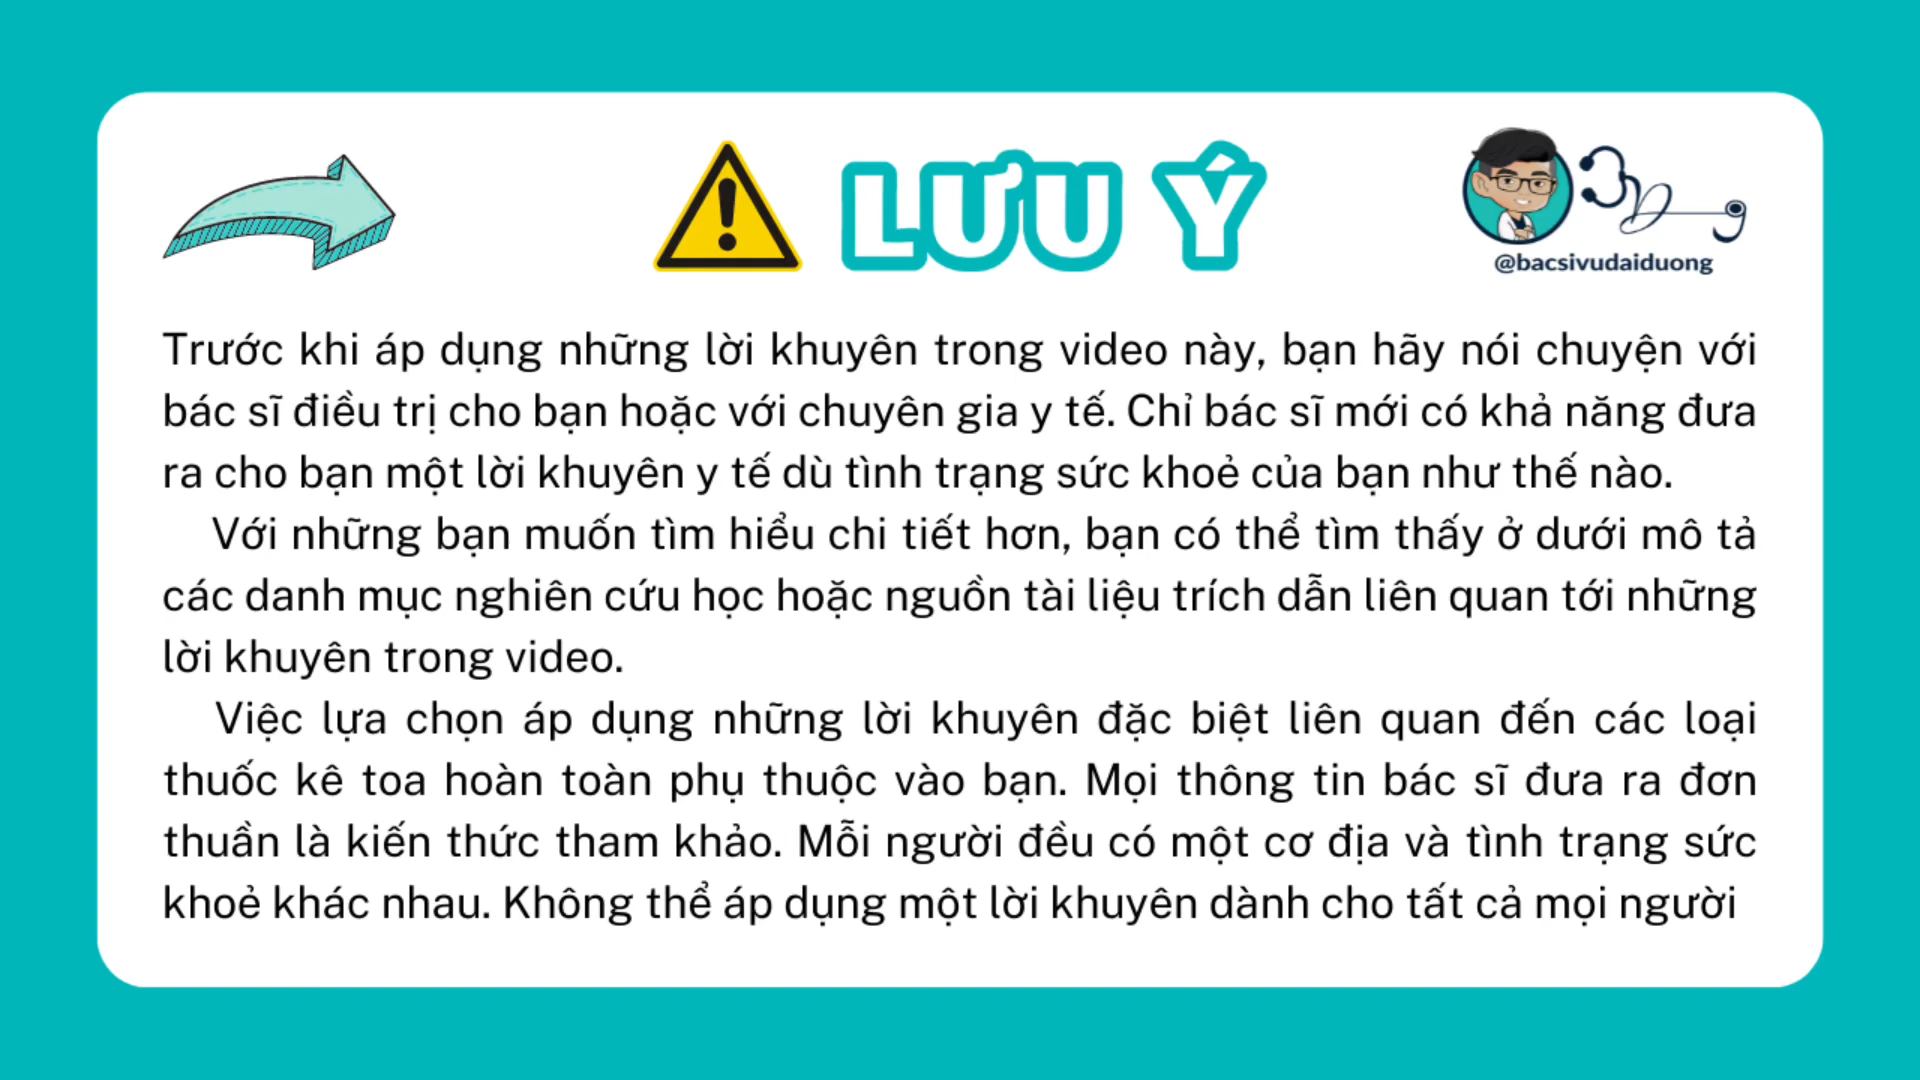 LƯU Ý
@bacsivudaiduong
Trước khi áp dụng những lời khuyên trong video này, bạn hãy nói chuyện với
bác sĩ điều trị cho bạn hoặc với chuyên gia y tế. Chỉ bác sĩ mới có khả năng đưa
ra cho bạn một lời khuyên y tế dù tình trạng sức khoẻ của bạn như thế nào.
Với những bạn muốn tìm hiểu chi tiết hơn, bạn có thể tìm thấy ở dưới mô tả
các danh mục nghiên cứu học hoặc nguồn tài liệu trích dẫn liên quan tới những
lời khuyên trong video.
Việc lựa chọn áp dụng những lời khuyên đặc biệt liên quan đến các loại
thuốc kê toa hoàn toàn phụ thuộc vào bạn. Mọi thông tin bác sĩ đưa ra đơn
thuần là kiến thức tham khảo. Mỗi người đều có một cơ địa và tình trạng sức
khoẻ khác nhau. Không thể áp dụng một lời khuyên dành cho tất cả mọi người